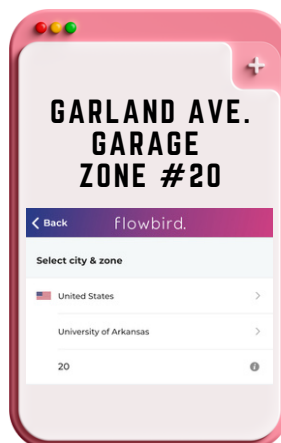 GARLAND AVE.
GARAGE
ZONE #20
Back flowbird.
Select city & zone
United States
University of Arkansas
20